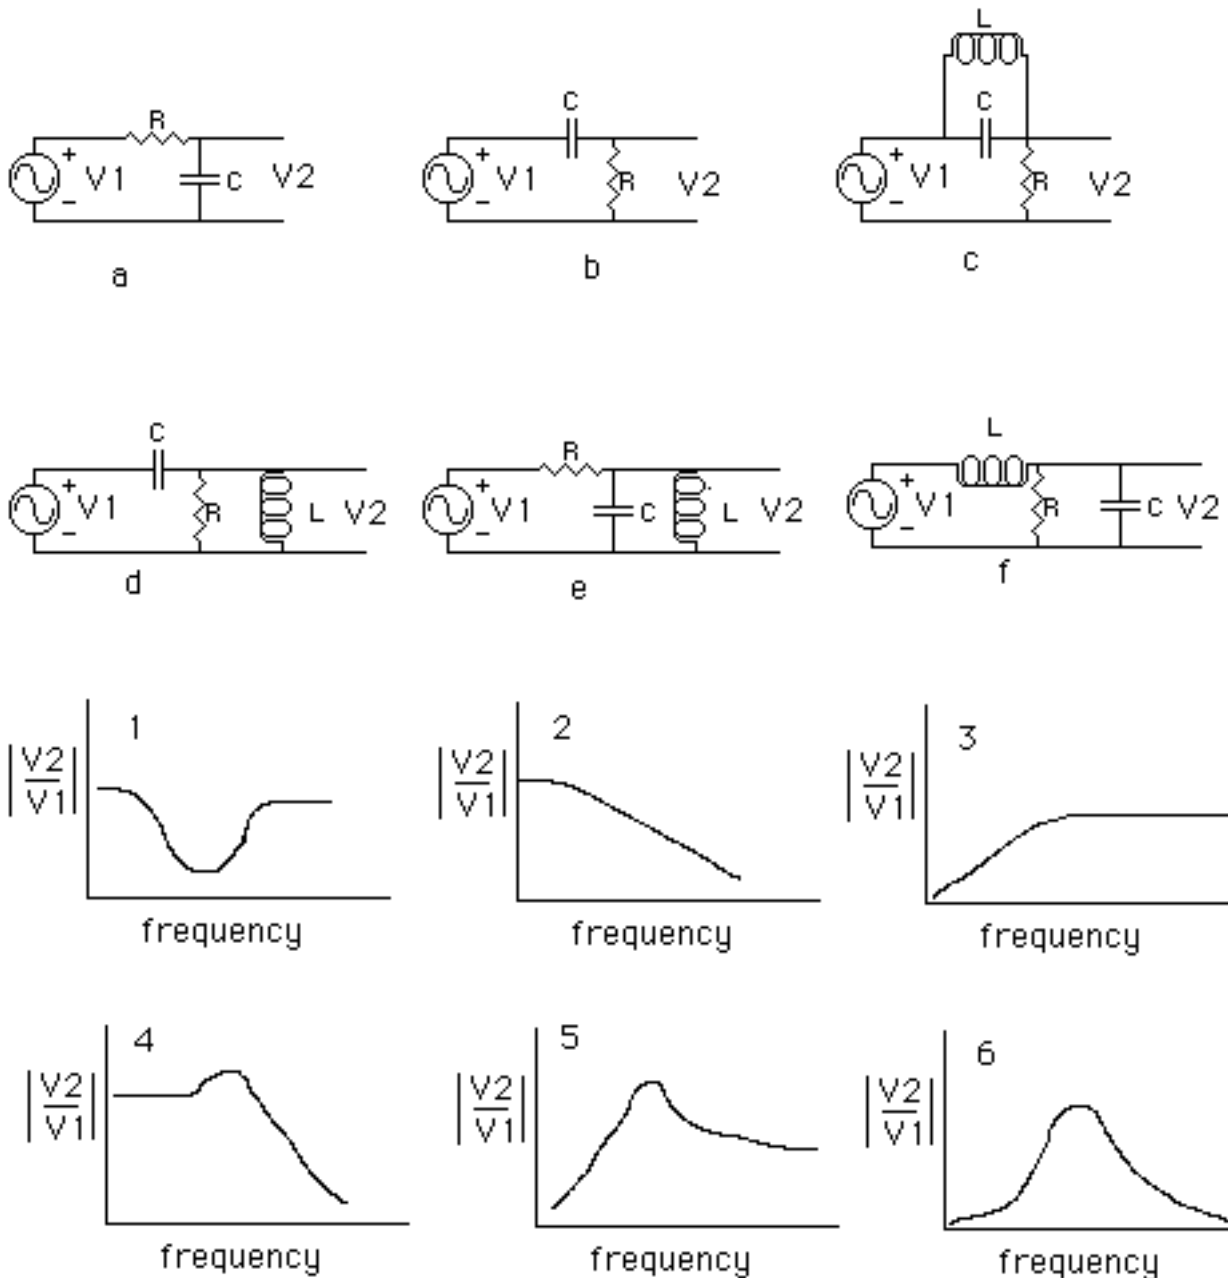 L
R
C
C
+ V1 - C V2
+ V1 - R V2
+ V1 - R V2
a
b
c
C
R
L
+ V1 - R L V2
+ V1 - C L V2
+ V1 - R C V2
d
e
f
1
|V2/V1|
frequency
2
|V2/V1|
frequency
3
|V2/V1|
frequency
4
|V2/V1|
frequency
5
|V2/V1|
frequency
6
|V2/V1|
frequency